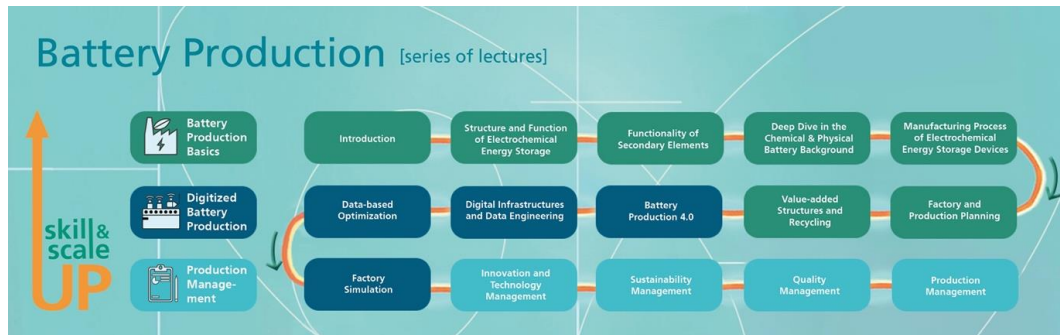 Battery Production [series of lectures]
skill &
scale
UP
Battery
Production
Basics
Introduction
Structure and Function
of Electrochemical
Energy Storage
Functionality of
Secondary Elements
Deep Dive in the
Chemical & Physical
Battery Background
Manufacturing Process
of Electrochemical
Energy Storage Devices
Digitized
Battery
Production
Data-based
Optimization
Digital Infrastructures
and Data Engineering
Battery
Production 4.0
Value-added
Structures and
Recycling
Factory and
Production Planning
Production
Manage-
ment
Factory
Simulation
Innovation and
Technology
Management
Sustainability
Management
Quality
Management
Production
Management